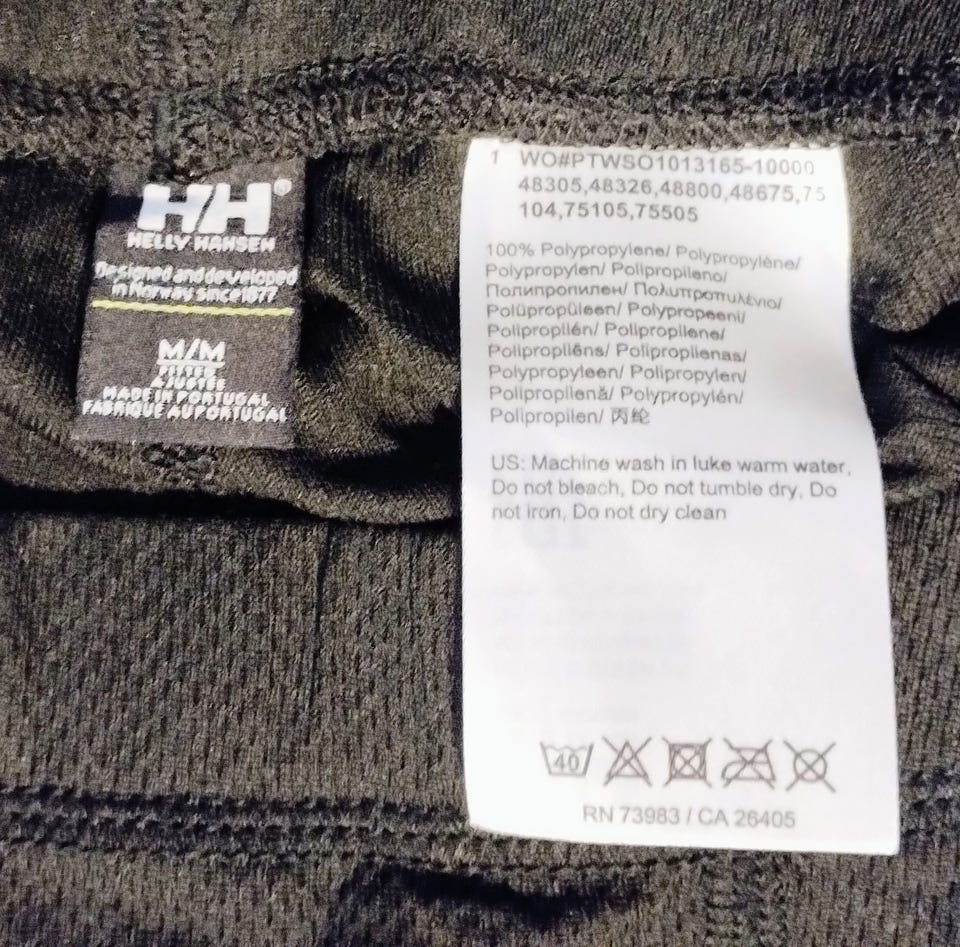 HH®
HELLY HANSEN
Designed and developed
in Norway since 1877
M/M
FITTED
AJUSTÉE
MADE IN PORTUGAL
FABRIQUÉ AU PORTUGAL
1 WO#PTWSO1013165-10000
48305,48326,48800,48675,75
104,75105,75505
100% Polypropylene/ Polypropylène/
Polypropylen/ Polipropileno/
Полипропилен/ Πολυπροπυλένιο/
Polüpropüleen/ Polypropeeni/
Polipropilén/ Polipropilene/
Polipropilēns/ Polipropilenas/
Polypropyleen/ Polipropylen/
Polipropilenă/ Polypropylén/
Polipropilen/ 丙纶
US: Machine wash in luke warm water,
Do not bleach, Do not tumble dry, Do
not iron, Do not dry clean
40
RN 73983 / CA 26405